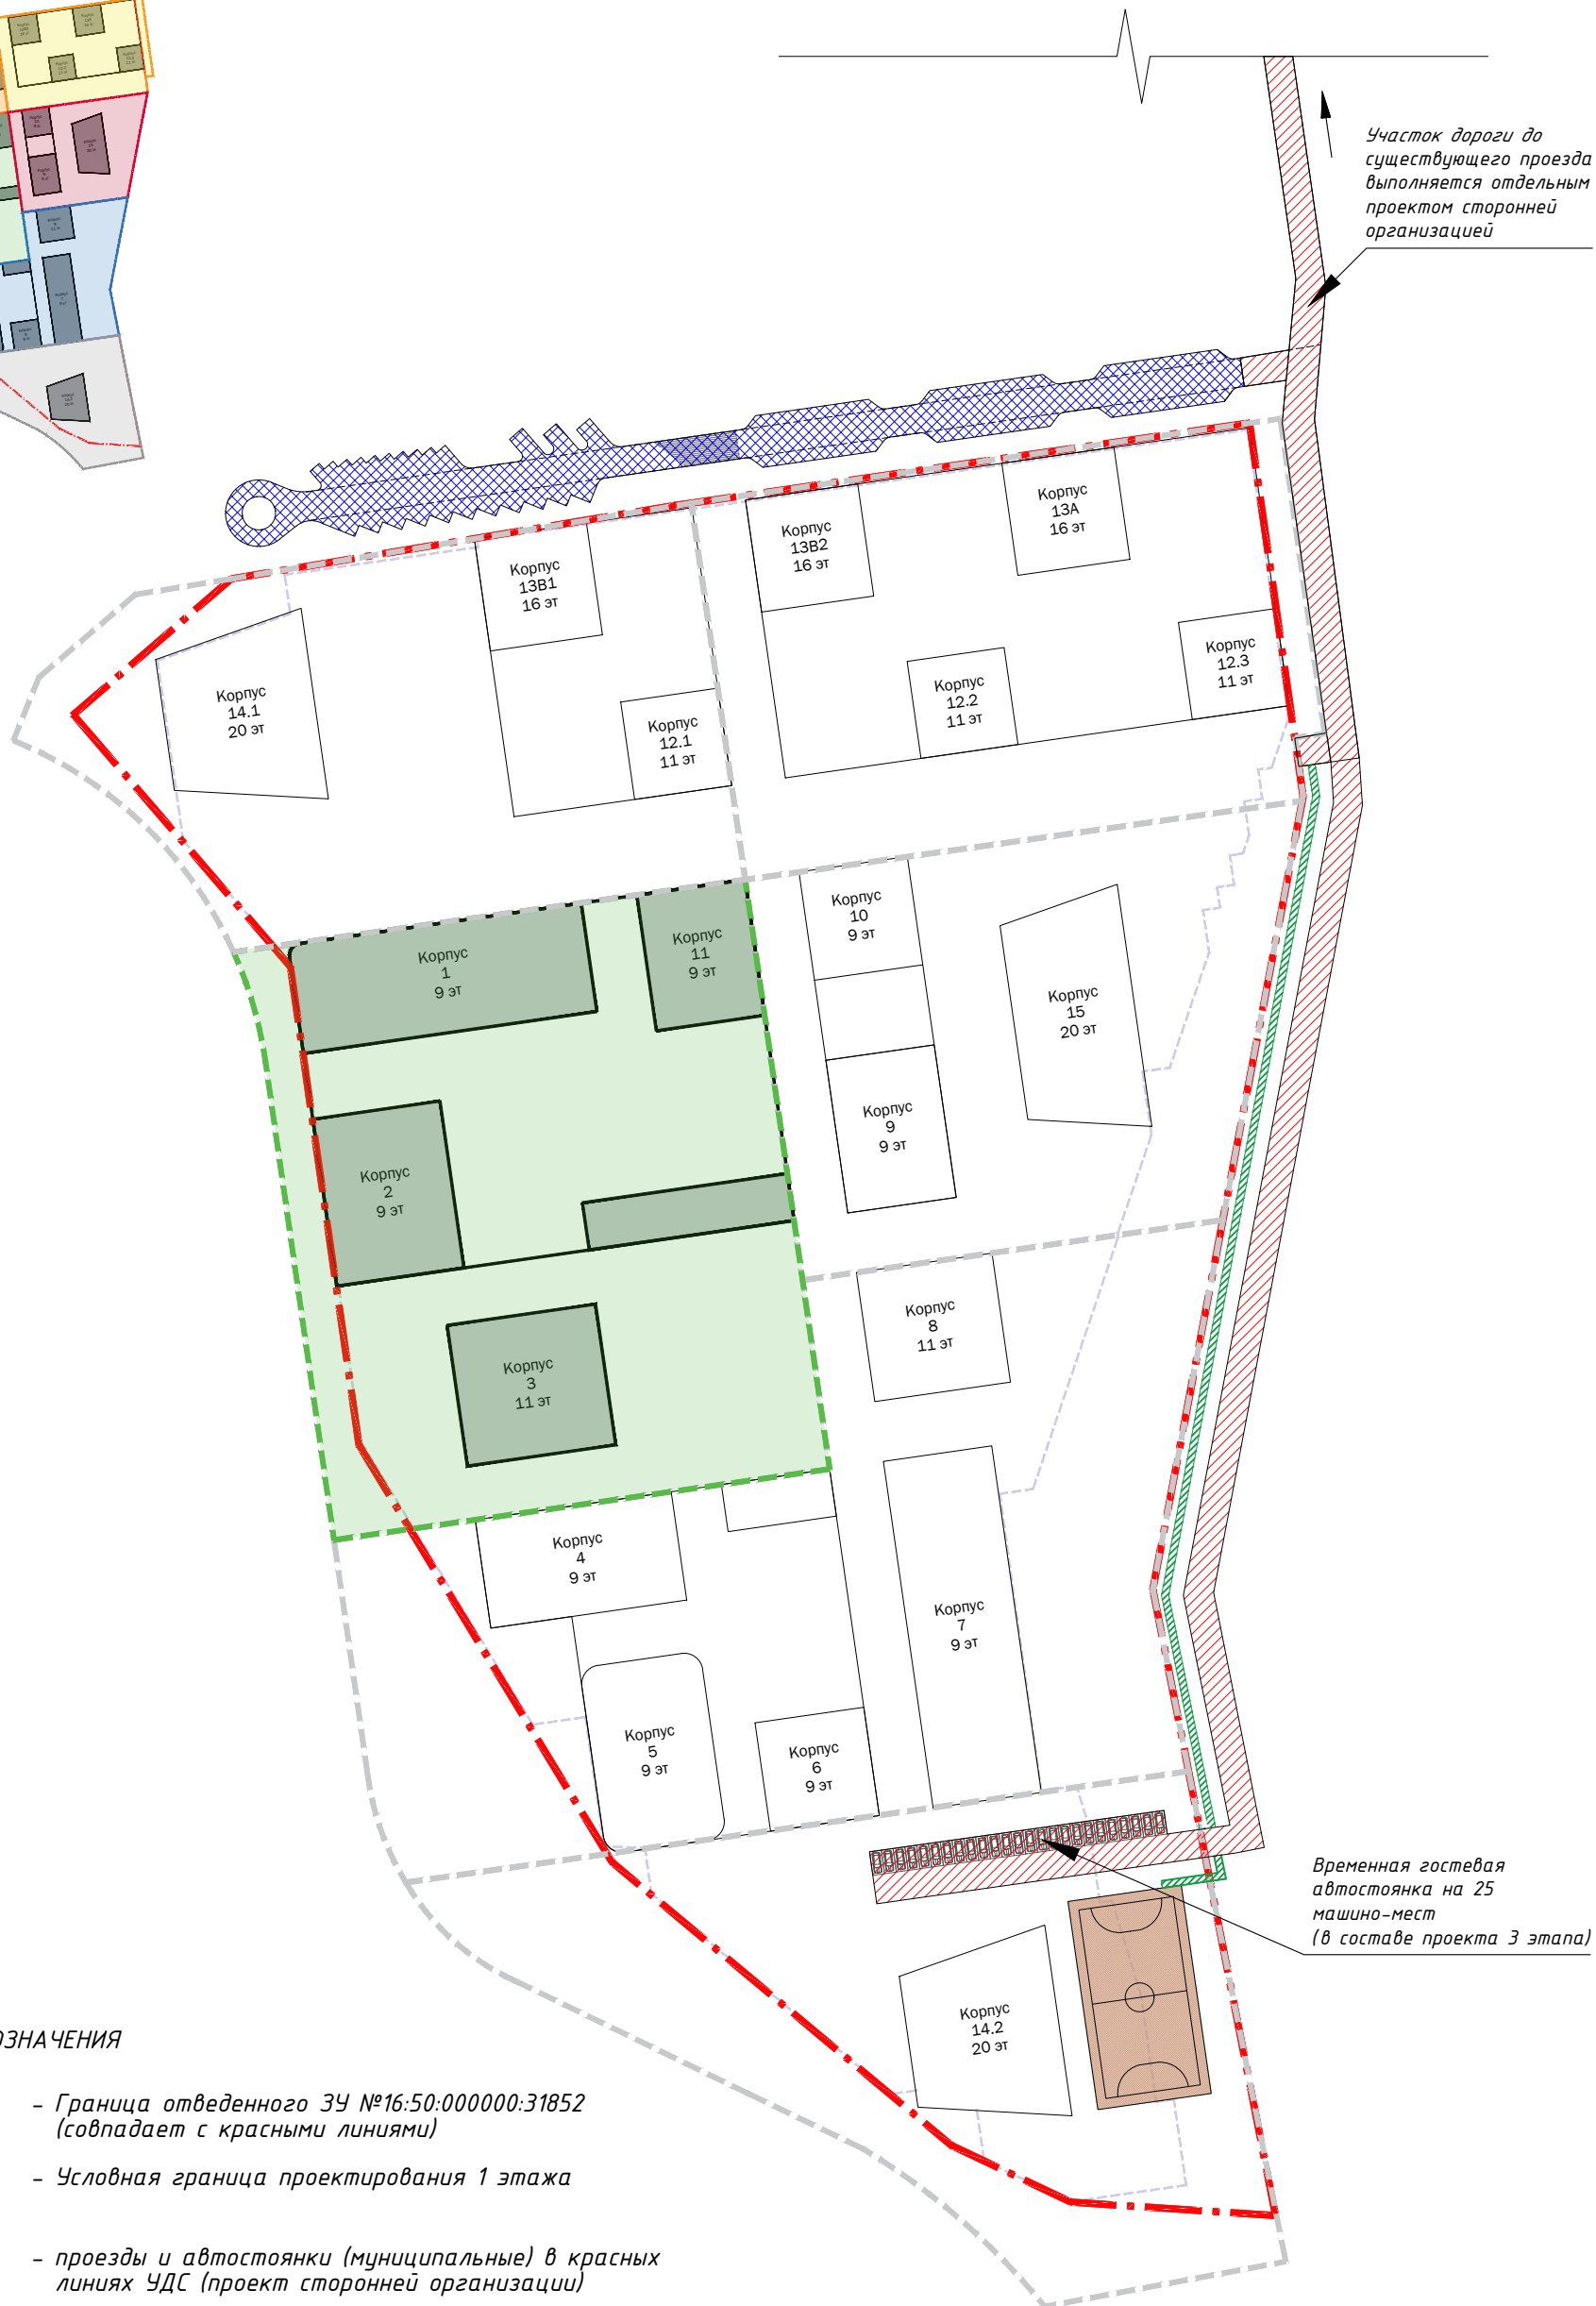 Участок дороги до
существующего проезда
выполняется отдельным
проектом сторонней
организацией
Корпус
13А
16 эт
Корпус
13В2
16 эт
Корпус
13В1
16 эт
Корпус
12.3
11 эт
Корпус
12.2
11 эт
Корпус
14.1
20 эт
Корпус
12.1
11 эт
Корпус
10
9 эт
Корпус
11
9 эт
Корпус
1
9 эт
Корпус
15
20 эт
Корпус
9
9 эт
Корпус
2
9 эт
Корпус
8
11 эт
Корпус
3
11 эт
Корпус
4
9 эт
Корпус
7
9 эт
Корпус
5
9 эт
Корпус
6
9 эт
Временная гостевая
автостоянка на 25
машино-мест
(в составе проекта 3 этапа)
Корпус
14.2
20 эт
ОЗНАЧЕНИЯ
- Граница отведенного ЗУ №16:50:000000:31852
(совпадает с красными линиями)
- Условная граница проектирования 1 этажа
- проезды и автостоянки (муниципальные) в красных
линиях УДС (проект сторонней организации)